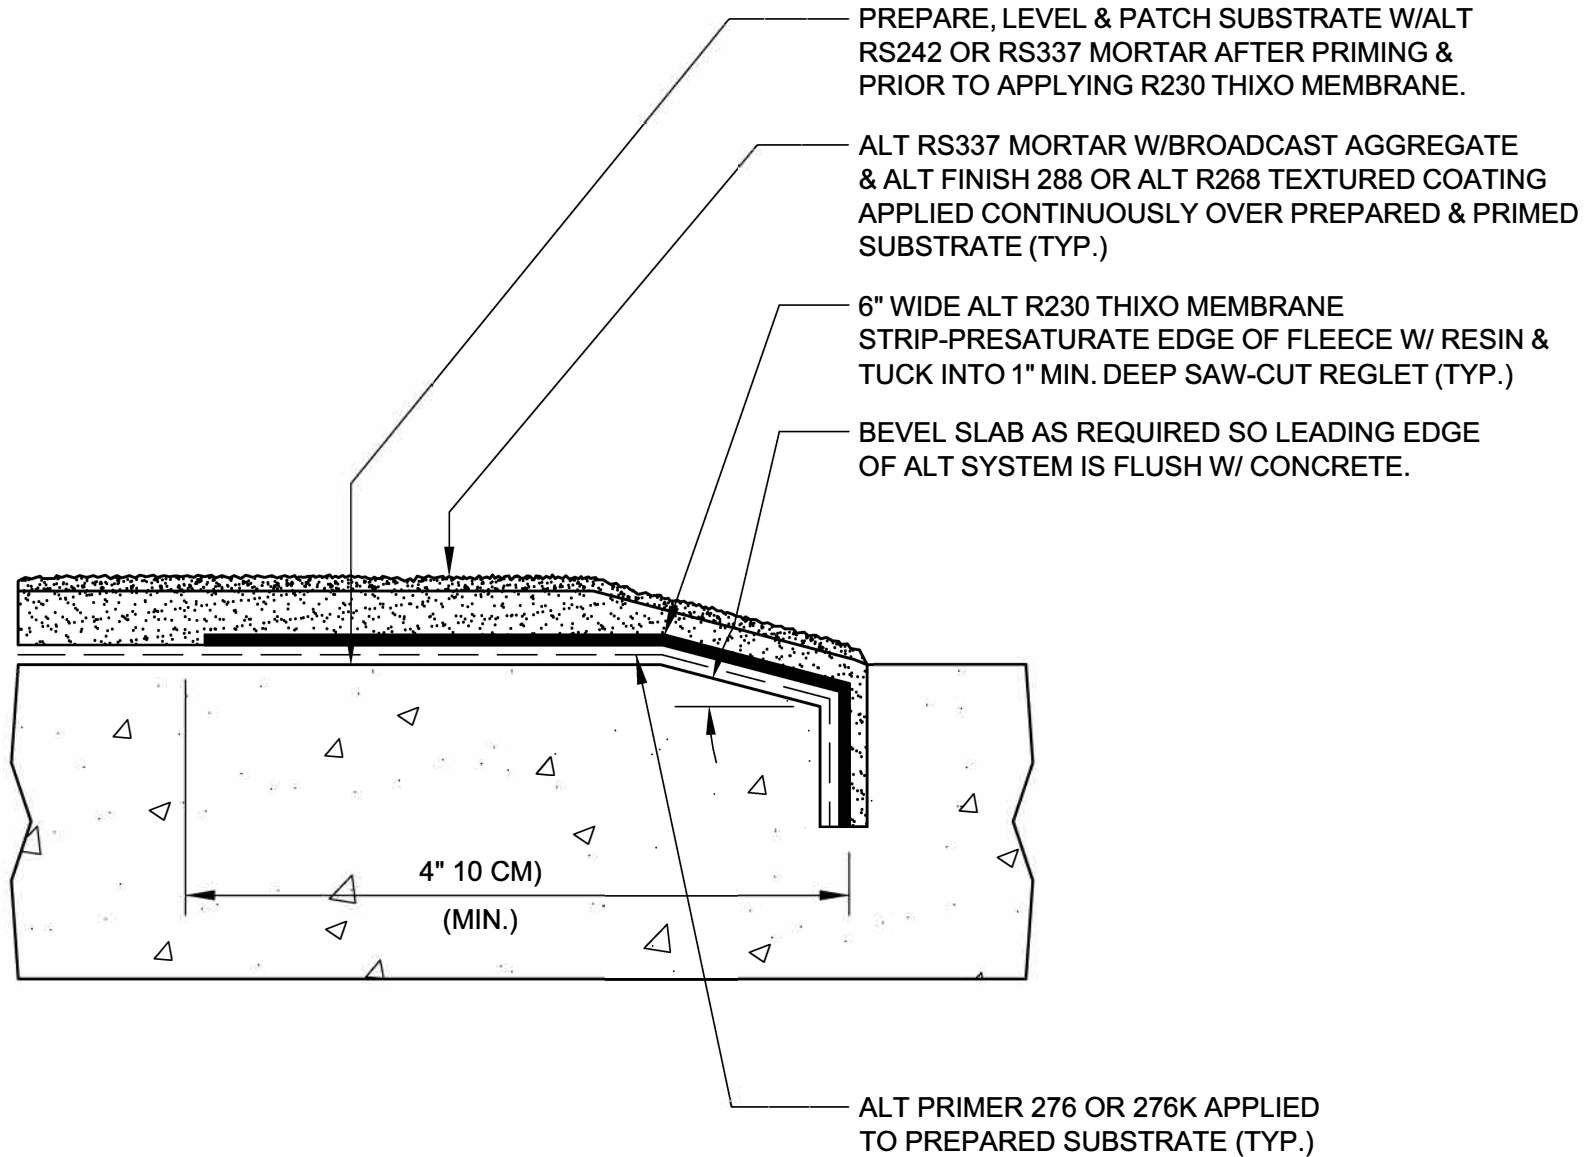 PREPARE, LEVEL & PATCH SUBSTRATE W/ALT
RS242 OR RS337 MORTAR AFTER PRIMING &
PRIOR TO APPLYING R230 THIXO MEMBRANE.
ALT RS337 MORTAR W/BROADCAST AGGREGATE
& ALT FINISH 288 OR ALT R268 TEXTURED COATING
APPLIED CONTINUOUSLY OVER PREPARED & PRIMED
SUBSTRATE (TYP.)
6" WIDE ALT R230 THIXO MEMBRANE
STRIP-PRESATURATE EDGE OF FLEECE W/ RESIN &
TUCK INTO 1" MIN. DEEP SAW-CUT REGLET (TYP.)
BEVEL SLAB AS REQUIRED SO LEADING EDGE
OF ALT SYSTEM IS FLUSH W/ CONCRETE.
4" 10 CM)
(MIN.)
ALT PRIMER 276 OR 276K APPLIED
TO PREPARED SUBSTRATE (TYP.)